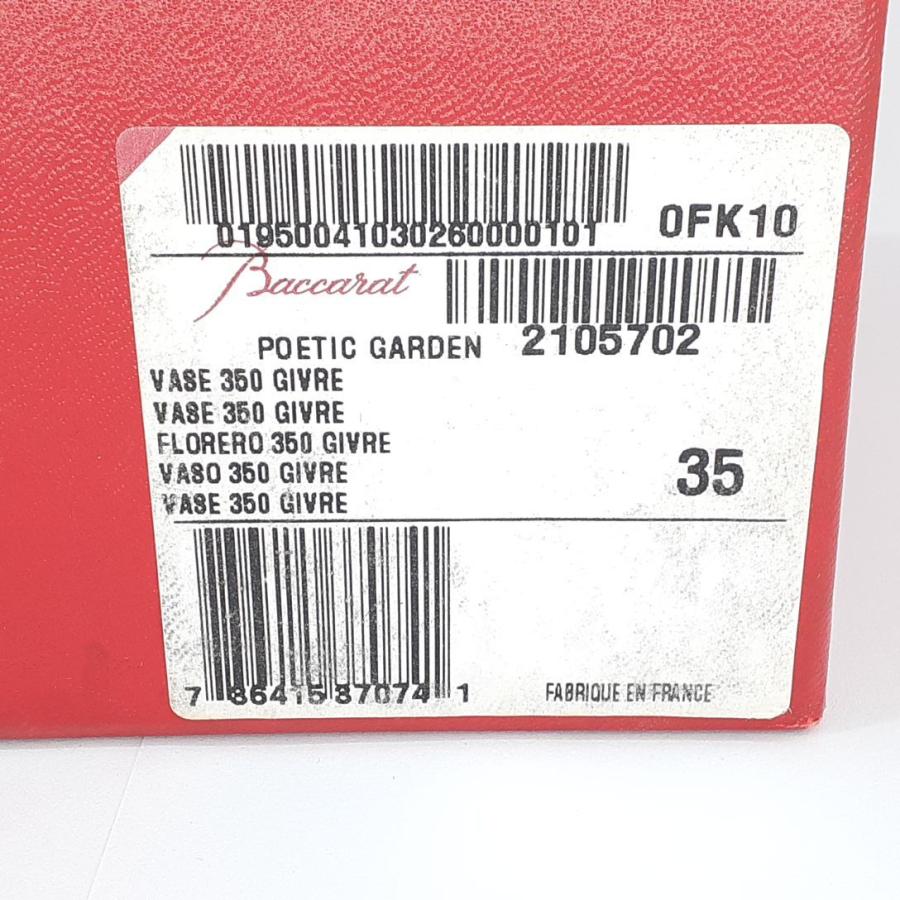 01950041030260000101
0FK10
Baccarat
POETIC GARDEN 2105702
VASE 350 GIVRE
VASE 350 GIVRE
FLORERO 350 GIVRE
VASO 350 GIVRE
VASE 350 GIVRE
35
7 86415 87074 1
FABRIQUE EN FRANCE